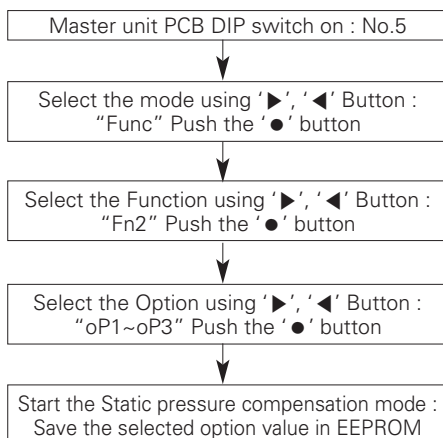 Master unit PCB DIP switch on : No.5
Select the mode using ‘▶’, ‘◀’ Button :
“Func” Push the ‘●’ button
Select the Function using ‘▶’, ‘◀’ Button :
“Fn2” Push the ‘●’ button
Select the Option using ‘▶’, ‘◀’ Button :
“oP1~oP3” Push the ‘●’ button
Start the Static pressure compensation mode :
Save the selected option value in EEPROM